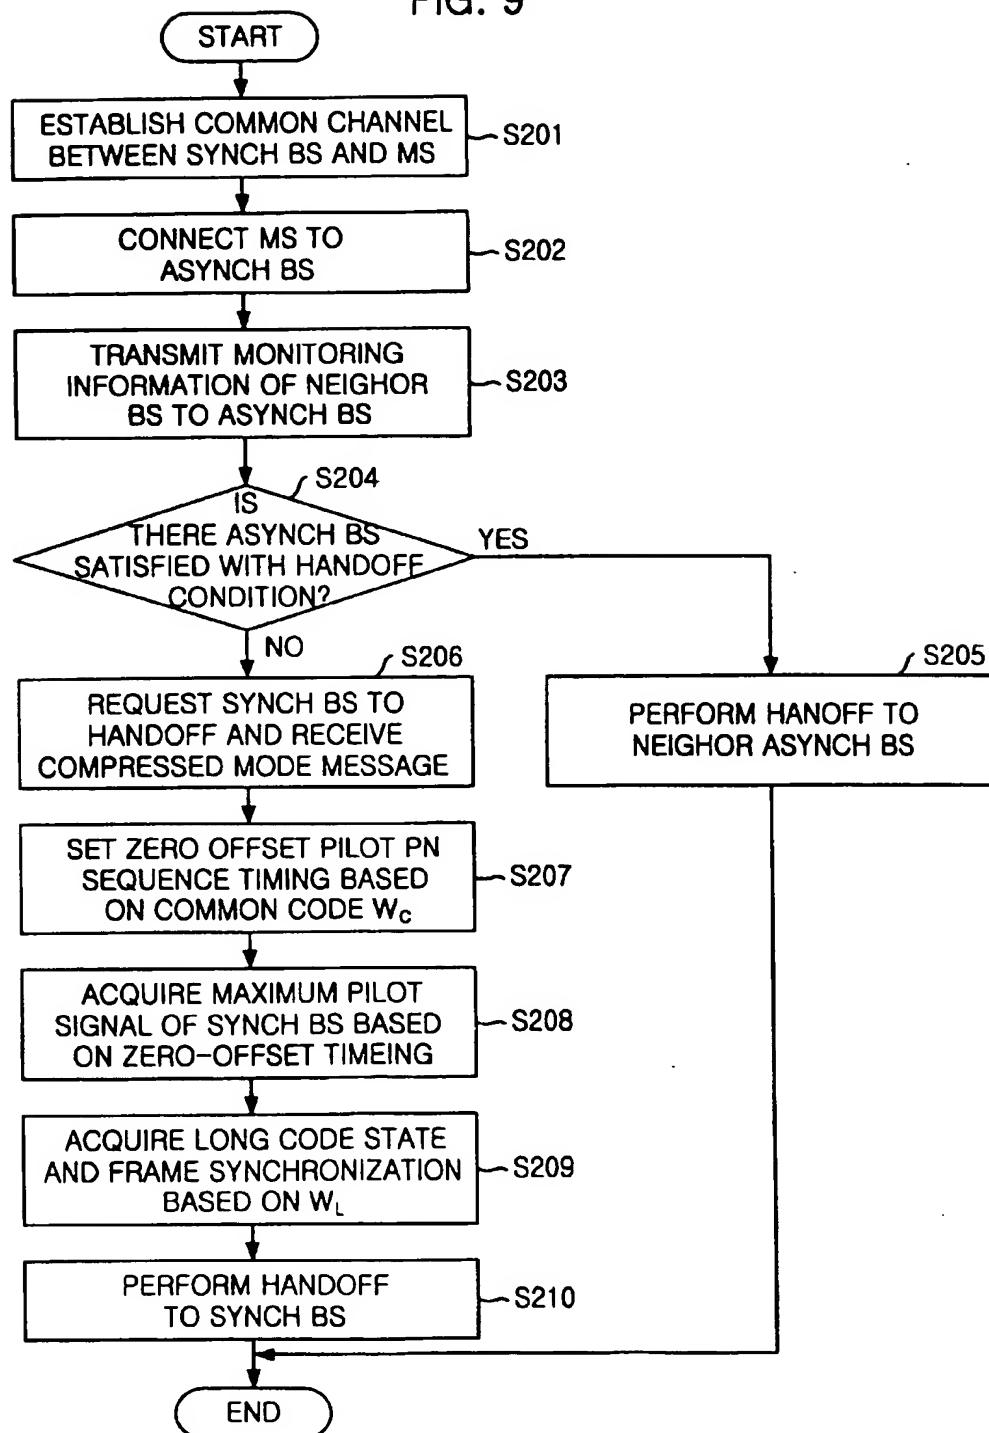 FIG. 9
START
ESTABLISH COMMON CHANNEL
BETWEEN SYNCH BS AND MS
S201
CONNECT MS TO
ASYNCH BS
S202
TRANSMIT MONITORING
INFORMATION OF NEIGHOR
BS TO ASYNCH BS
S203
S204
IS
THERE ASYNCH BS
SATISFIED WITH HANDOFF
CONDITION?
YES
NO
S205
PERFORM HANOFF TO
NEIGHOR ASYNCH BS
S206
REQUEST SYNCH BS TO
HANDOFF AND RECEIVE
COMPRESSED MODE MESSAGE
SET ZERO OFFSET PILOT PN
SEQUENCE TIMING BASED
ON COMMON CODE WC
S207
ACQUIRE MAXIMUM PILOT
SIGNAL OF SYNCH BS BASED
ON ZERO-OFFSET TIMEING
S208
ACQUIRE LONG CODE STATE
AND FRAME SYNCHRONIZATION
BASED ON WL
S209
PERFORM HANDOFF
TO SYNCH BS
S210
END